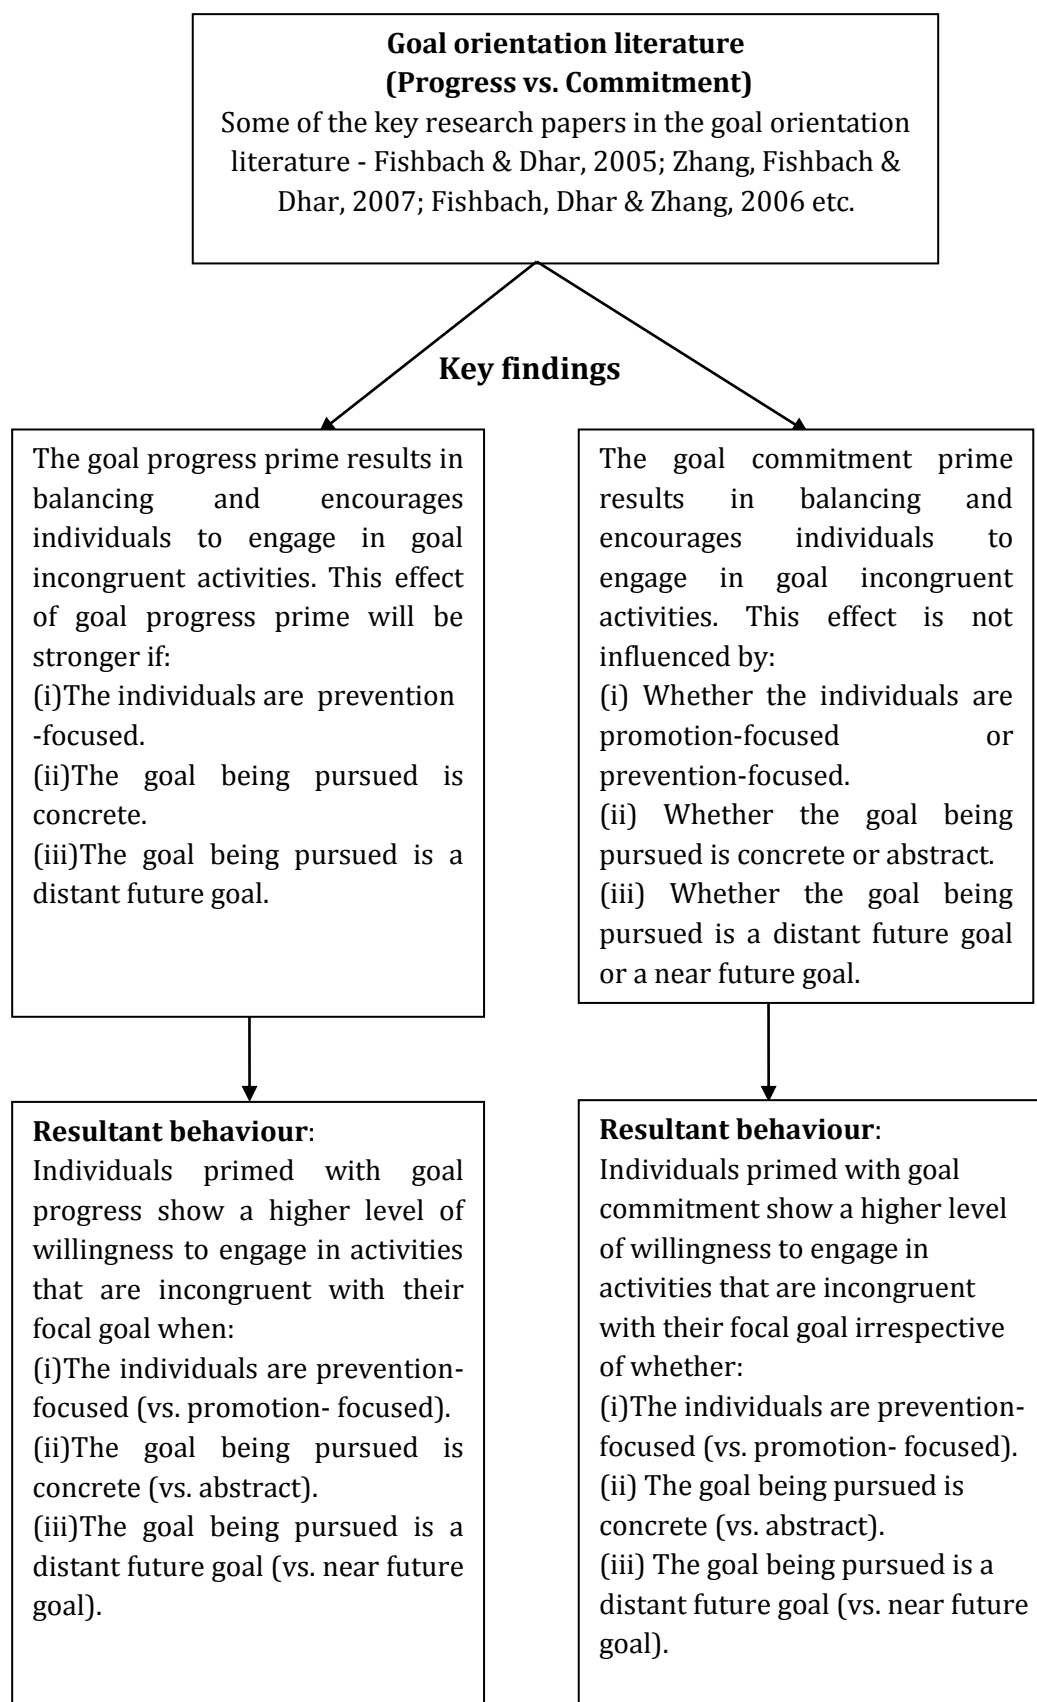 Goal orientation literature
(Progress vs. Commitment)
Some of the key research papers in the goal orientation
literature - Fishbach & Dhar, 2005; Zhang, Fishbach &
Dhar, 2007; Fishbach, Dhar & Zhang, 2006 etc.
Key findings
The goal progress prime results in
balancing and encourages
individuals to engage in goal
incongruent activities. This effect
of goal progress prime will be
stronger if:
(i)The individuals are prevention
-focused.
(ii)The goal being pursued is
concrete.
(iii)The goal being pursued is a
distant future goal.
The goal commitment prime
results in balancing and
encourages individuals to
engage in goal incongruent
activities. This effect is not
influenced by:
(i) Whether the individuals are
promotion-focused or
prevention-focused.
(ii) Whether the goal being
pursued is concrete or abstract.
(iii) Whether the goal being
pursued is a distant future goal
or a near future goal.
Resultant behaviour:
Individuals primed with goal
progress show a higher level of
willingness to engage in activities
that are incongruent with their
focal goal when:
(i)The individuals are prevention-
focused (vs. promotion- focused).
(ii)The goal being pursued is
concrete (vs. abstract).
(iii)The goal being pursued is a
distant future goal (vs. near future
goal).
Resultant behaviour:
Individuals primed with goal
commitment show a higher level
of willingness to engage in
activities that are incongruent
with their focal goal irrespective
of whether:
(i)The individuals are prevention-
focused (vs. promotion- focused).
(ii) The goal being pursued is
concrete (vs. abstract).
(iii) The goal being pursued is a
distant future goal (vs. near future
goal).